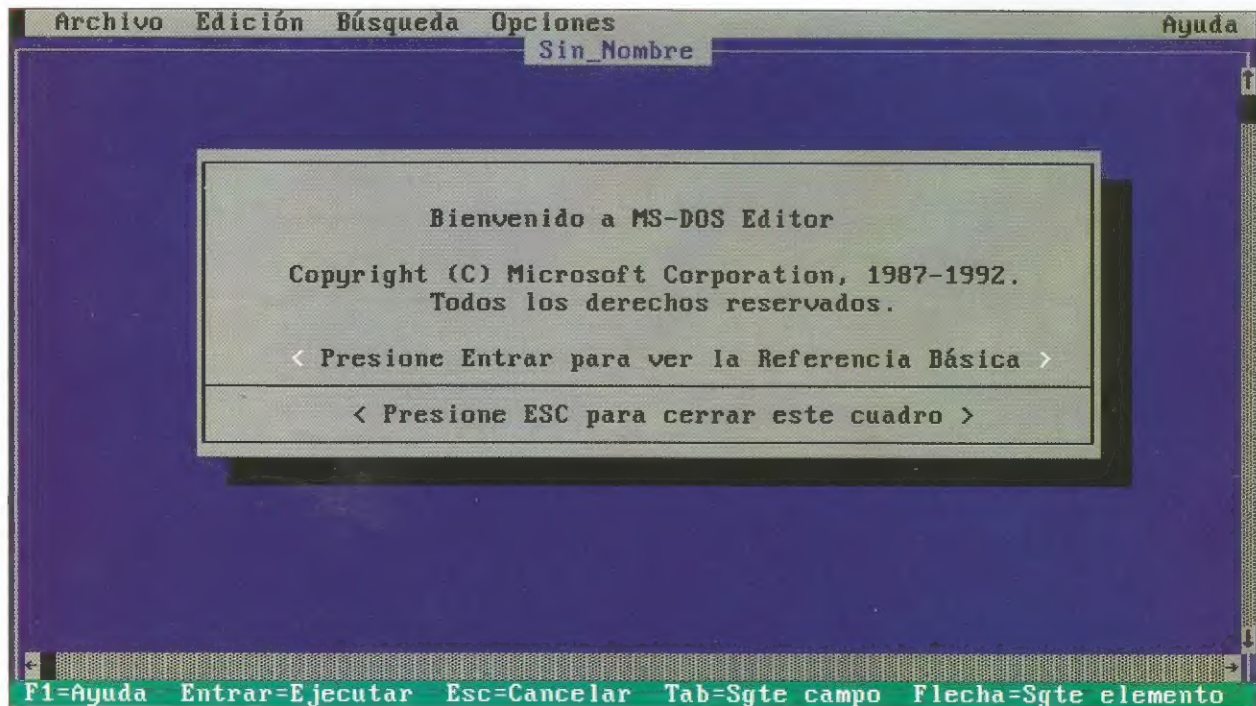 Archivo Edición Búsqueda Opciones Ayuda
Sin_Nombre
Bienvenido a MS-DOS Editor
Copyright (C) Microsoft Corporation, 1987-1992.
Todos los derechos reservados.
< Presione Entrar para ver la Referencia Básica >
< Presione ESC para cerrar este cuadro >
F1=Ayuda Entrar=Ejecutar Esc=Cancelar Tab=Sgte campo Flecha=Sgte elemento